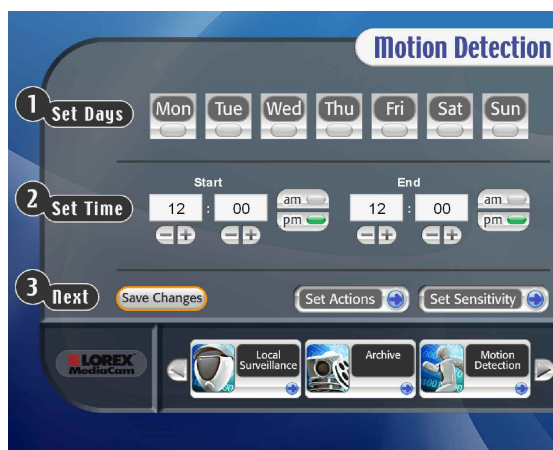 Motion Detection
1 Set Days
Mon Tue Wed Thu Fri Sat Sun
2 Set Time
Start End
12 : 00 am pm 12 : 00 am pm
3 Next
Save Changes Set Actions Set Sensitivity
LOREX
MediaCam
Local
Surveillance
Archive
Motion
Detection